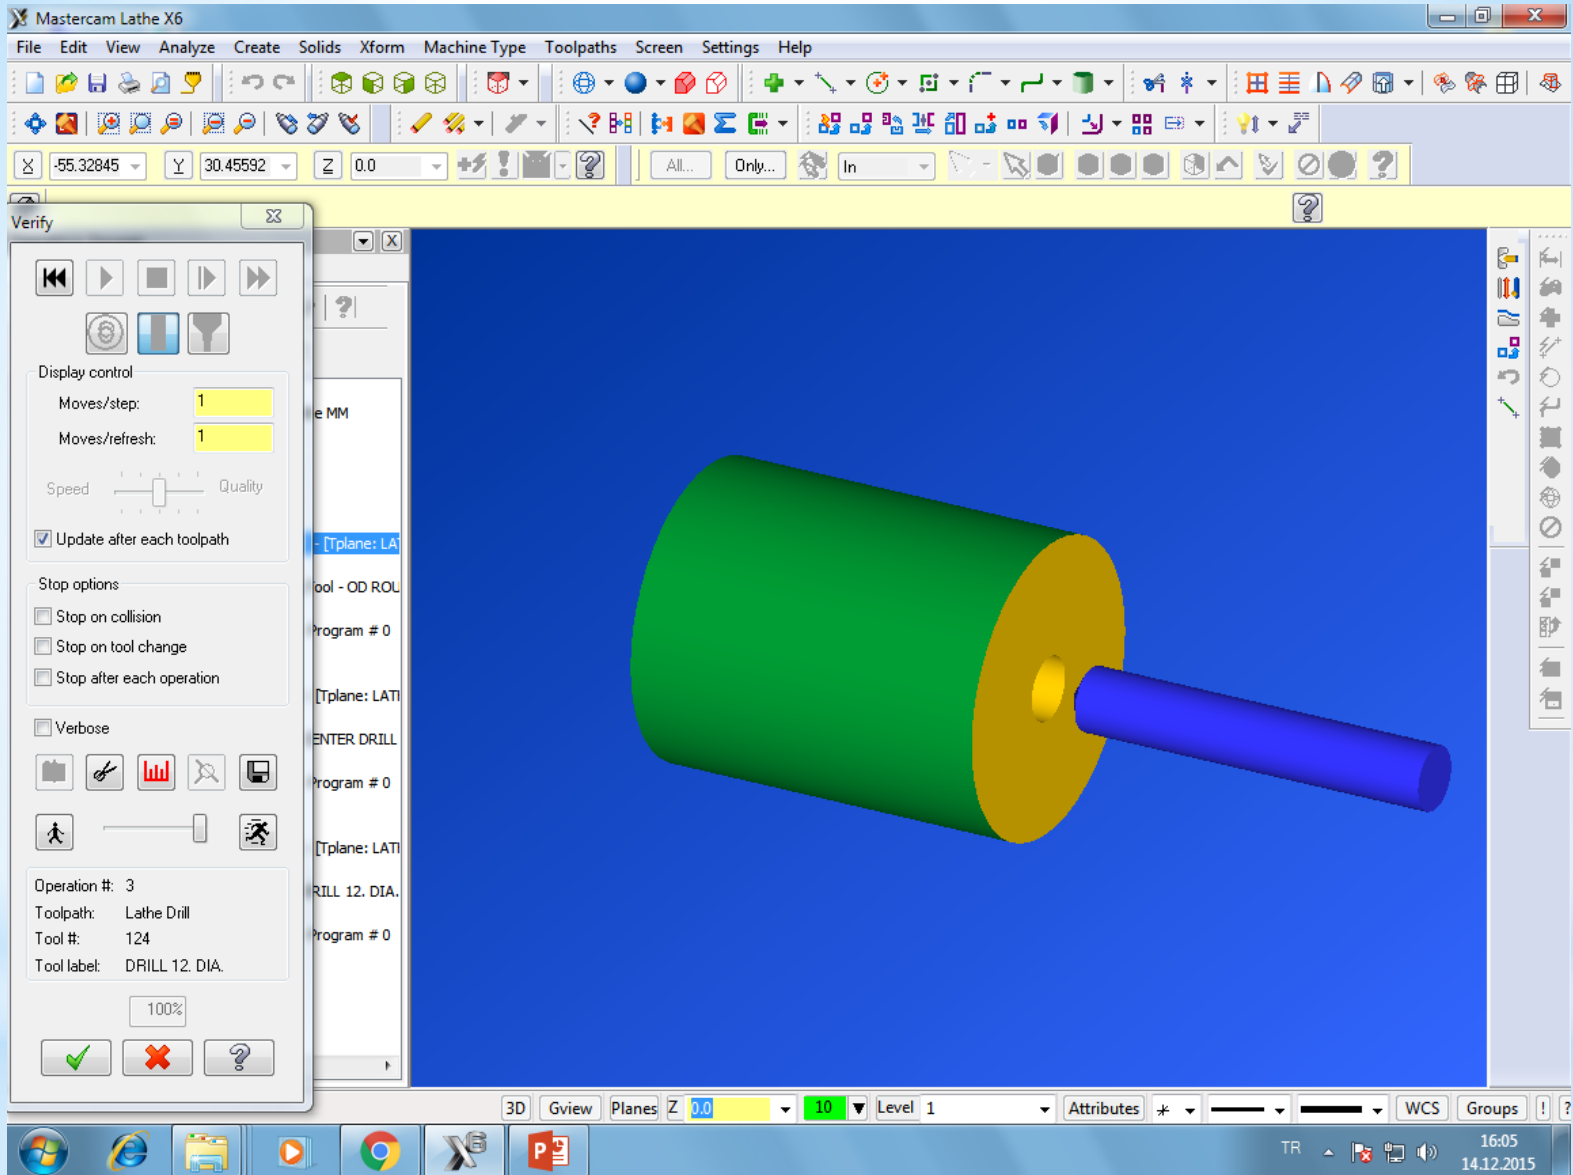 Mastercam Lathe X6
File Edit View Analyze Create Solids Xform Machine Type Toolpaths Screen Settings Help
X -55.32845 Y 30.45592 Z 0.0 All... Only... In
Verify
Display control
Moves/step: 1
Moves/refresh: 1
Speed Quality
Update after each toolpath
Stop options
Stop on collision
Stop on tool change
Stop after each operation
Verbose
Operation #: 3
Toolpath: Lathe Drill
Tool #: 124
Tool label: DRILL 12. DIA.
100%
e MM
- [Tplane: LAT
ool - OD ROU
Program # 0
[Tplane: LATI
ENTER DRILL
Program # 0
[Tplane: LATI
RILL 12. DIA.
Program # 0
3D Gview Planes Z 0.0 10 Level 1 Attributes WCS Groups ! ?
TR 16:05
14.12.2015